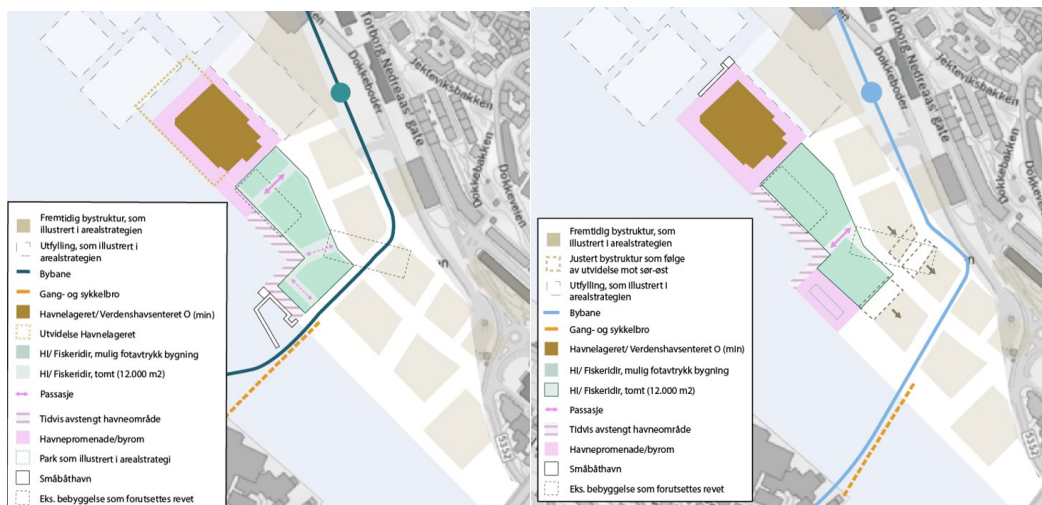 Torborg Nedreaas' gate
Dokkeboder
Jekteviksbakken
Dokkebakken
Dokkeveien
5352
Fremtidig bystruktur, som
illustrert i arealstrategien
Utfylling, som illustrert i
arealstrategien
Bybane
Gang- og sykkelbro
Havnelageret/Verdenshavsenteret O (min)
Utvidelse Havnelageret
HI/ Fiskeridir, mulig fotavtrykk bygning
HI/ Fiskeridir, tomt (12.000 m2)
Passasje
Tidvis avstengt havneområde
Havnepromenade/byrom
Park som illustrert i arealstrategi
Småbåthavn
Eks. bebyggelse som forutsettes revet
Torborg Nedreaas' gate
Dokkeboder
Jekteviksbakken
Dokkebakken
Dokkeveien
5352
Fremtidig bystruktur, som
illustrert i arealstrategien
Justert bystruktur som følge
av utvidelse mot sør-øst
Utfylling, som illustrert i
arealstrategien
Bybane
Gang- og sykkelbro
Havnelageret/ Verdenshavsenteret O (min)
HI/ Fiskeridir, mulig fotavtrykk bygning
HI/ Fiskeridir, tomt (12.000 m2)
Passasje
Tidvis avstengt havneområde
Havnepromenade/byrom
Småbåthavn
Eks. bebyggelse som forutsettes revet